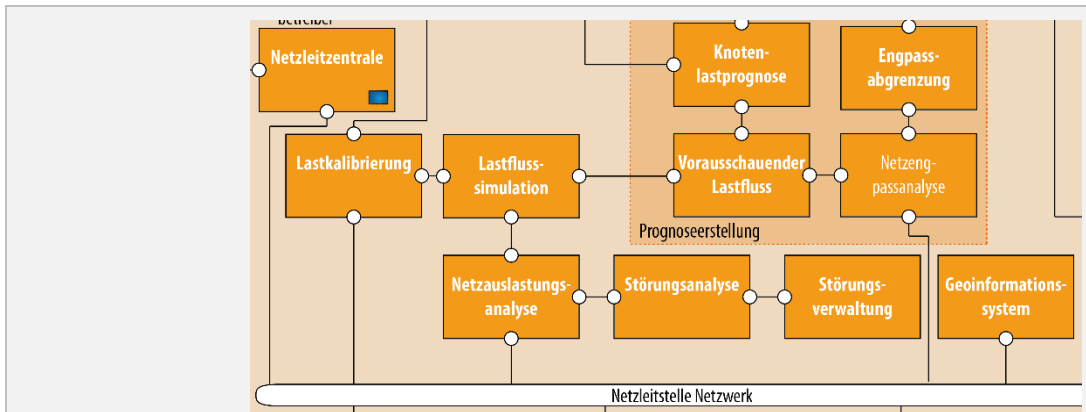 betreiber
Netzleitzentrale
Knoten-
lastprognose
Engpass-
abgrenzung
Lastkalibrierung
Lastfluss-
simulation
Vorausschauender
Lastfluss
Netzeng-
passanalyse
Prognoseerstellung
Netzauslastungs-
analyse
Störungsanalyse
Störungs-
verwaltung
Geoinformations-
system
Netzleitstelle Netzwerk